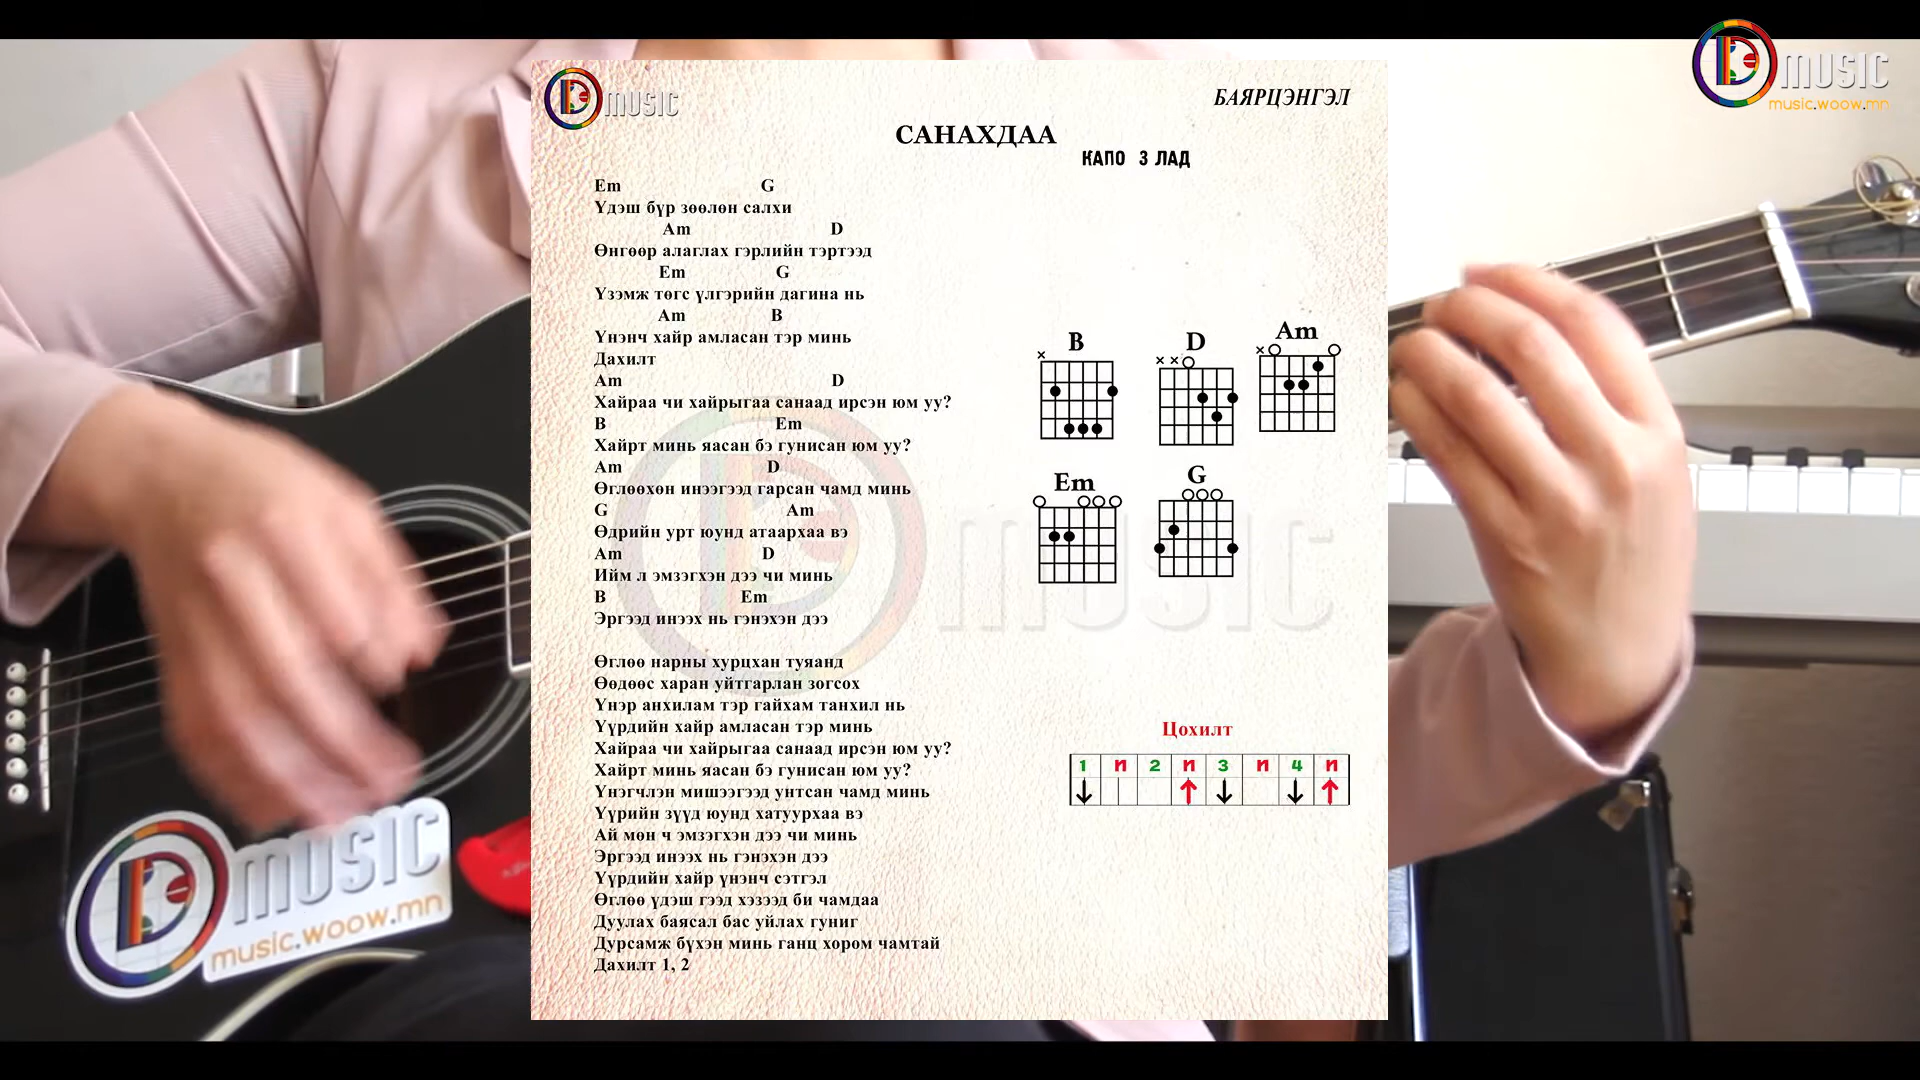 MUSIC
music.woow.mn
MUSIC
БАЯРЦЭНГЭЛ
САНАХДАА
КАПО 3 ЛАД
Em G
Үдэш бүр зөөлөн салхи
Am D
Өнгөөр алаглах гэрлийн тэртээд
Em G
Үзэмж төгс үлгэрийн дагина нь
Am B
Үнэнч хайр амласан тэр минь
Дахилт
Am D
Хайраа чи хайрыгаа санаад ирсэн юм уу?
B Em
Хайрт минь яасан бэ гунисан юм уу?
Am D
Өглөөхөн инээгээд гарсан чамд минь
G Am
Өдрийн урт юунд атаархаа вэ
Am D
Ийм л эмзэгхэн дээ чи минь
B Em
Эргээд инээх нь гэнэхэн дээ
Өглөө нарны хурцхан туяанд
Өөдөөс харан уйтгарлан зогсох
Үнэр анхилам тэр гайхам танхил нь
Үүрдийн хайр амласан тэр минь
Хайраа чи хайрыгаа санаад ирсэн юм уу?
Хайрт минь яасан бэ гунисан юм уу?
Үнэгчлэн мишээгээд унтсан чамд минь
Үүрийн зүүд юунд хатуурхаа вэ
Ай мөн ч эмзэгхэн дээ чи минь
Эргээд инээх нь гэнэхэн дээ
Үүрдийн хайр үнэнч сэтгэл
Өглөө үдэш гээд хэзээд би чамдаа
Дуулах баясал бас уйлах гуниг
Дурсамж бүхэн минь ганц хором чамтай
Дахилт 1, 2
B D Am
Em G
Цохилт
1 И 2 И 3 И 4 И
MUSIC
MUSIC
music.woow.mn